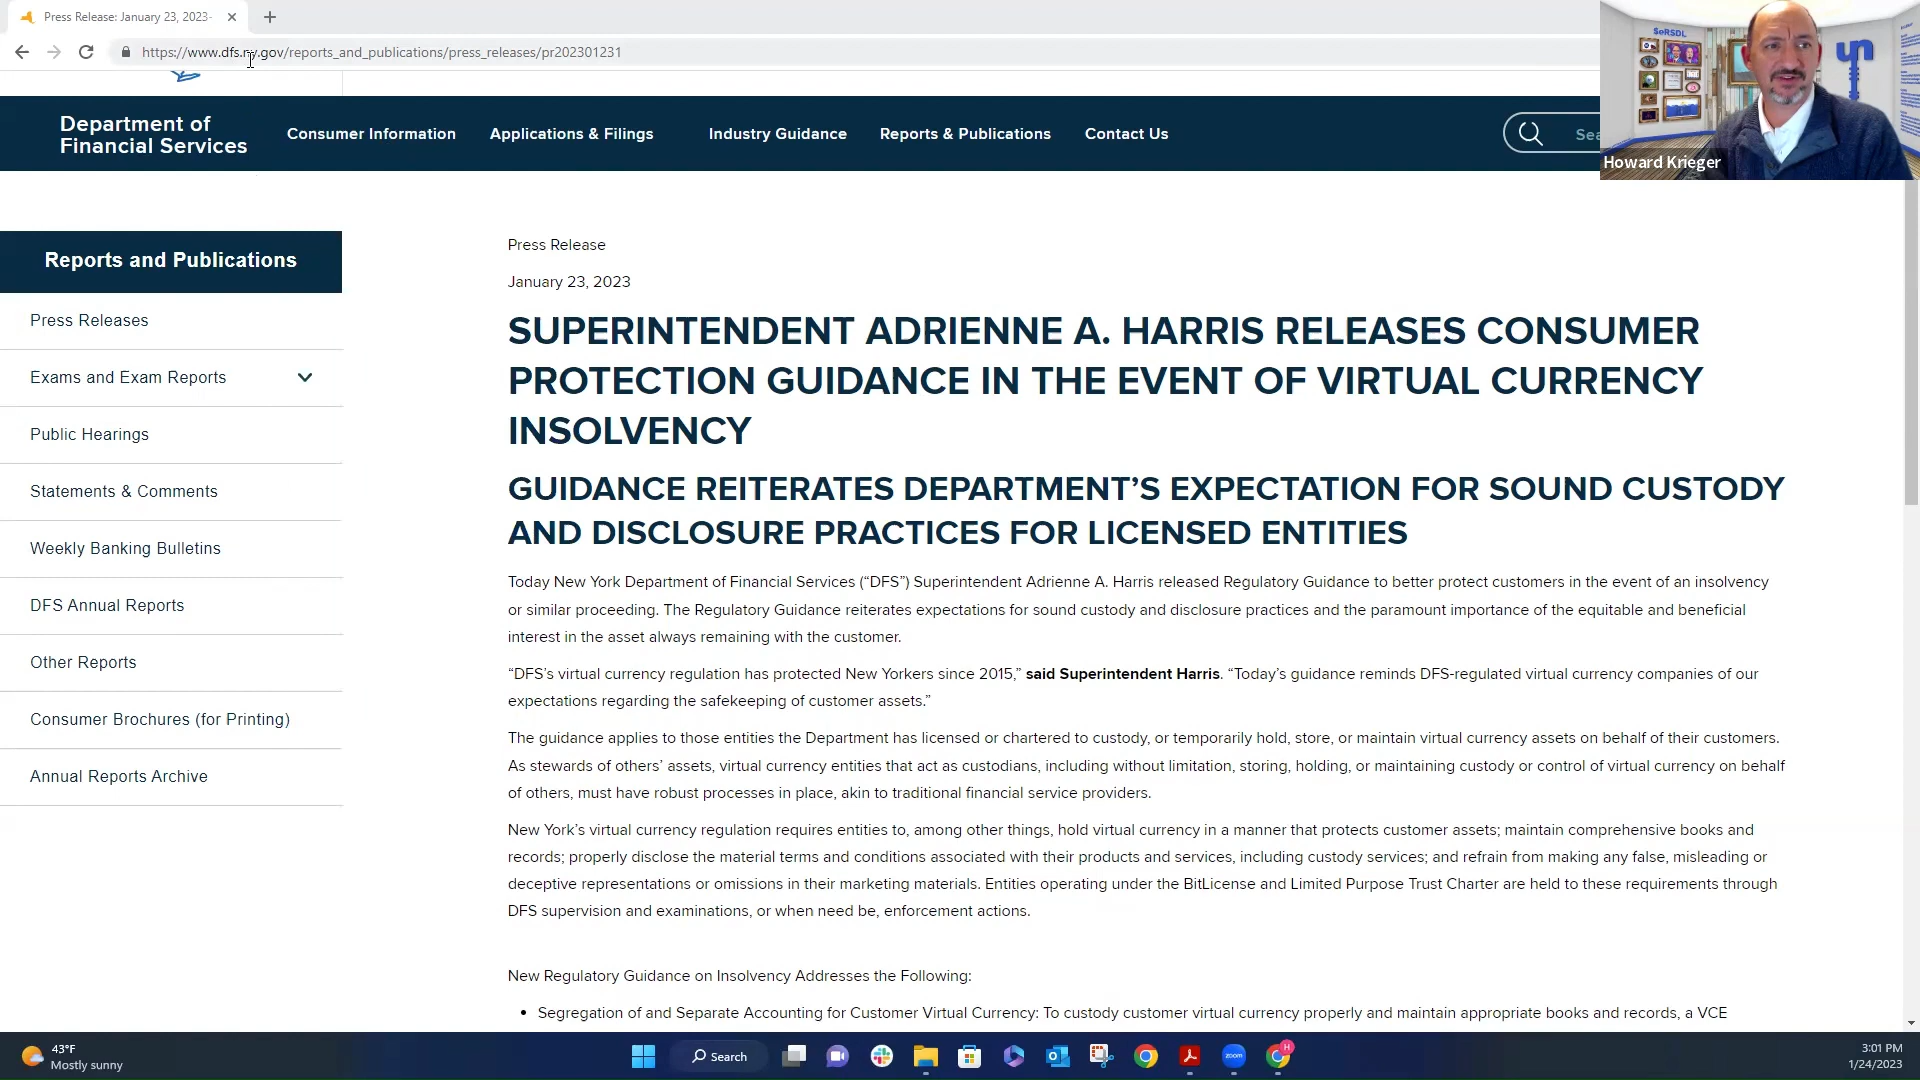 Press Release: January 23, 2023-
https://www.dfs.ny.gov/reports_and_publications/press_releases/pr202301231
SeRSDL
un
Howard Krieger
Department of
Financial Services
Consumer Information
Applications & Filings
Industry Guidance
Reports & Publications
Contact Us
Reports and Publications
Press Releases
Exams and Exam Reports
Public Hearings
Statements & Comments
Weekly Banking Bulletins
DFS Annual Reports
Other Reports
Consumer Brochures (for Printing)
Annual Reports Archive
Press Release
January 23, 2023
SUPERINTENDENT ADRIENNE A. HARRIS RELEASES CONSUMER
PROTECTION GUIDANCE IN THE EVENT OF VIRTUAL CURRENCY
INSOLVENCY
GUIDANCE REITERATES DEPARTMENT’S EXPECTATION FOR SOUND CUSTODY
AND DISCLOSURE PRACTICES FOR LICENSED ENTITIES
Today New York Department of Financial Services (“DFS”) Superintendent Adrienne A. Harris released Regulatory Guidance to better protect customers in the event of an insolvency
or similar proceeding. The Regulatory Guidance reiterates expectations for sound custody and disclosure practices and the paramount importance of the equitable and beneficial
interest in the asset always remaining with the customer.
“DFS’s virtual currency regulation has protected New Yorkers since 2015,” said Superintendent Harris. “Today’s guidance reminds DFS-regulated virtual currency companies of our
expectations regarding the safekeeping of customer assets.”
The guidance applies to those entities the Department has licensed or chartered to custody, or temporarily hold, store, or maintain virtual currency assets on behalf of their customers.
As stewards of others’ assets, virtual currency entities that act as custodians, including without limitation, storing, holding, or maintaining custody or control of virtual currency on behalf
of others, must have robust processes in place, akin to traditional financial service providers.
New York’s virtual currency regulation requires entities to, among other things, hold virtual currency in a manner that protects customer assets; maintain comprehensive books and
records; properly disclose the material terms and conditions associated with their products and services, including custody services; and refrain from making any false, misleading or
deceptive representations or omissions in their marketing materials. Entities operating under the BitLicense and Limited Purpose Trust Charter are held to these requirements through
DFS supervision and examinations, or when need be, enforcement actions.
New Regulatory Guidance on Insolvency Addresses the Following:
• Segregation of and Separate Accounting for Customer Virtual Currency: To custody customer virtual currency properly and maintain appropriate books and records, a VCE
43°F
Mostly sunny
Search
zoom
H
3:01 PM
1/24/2023